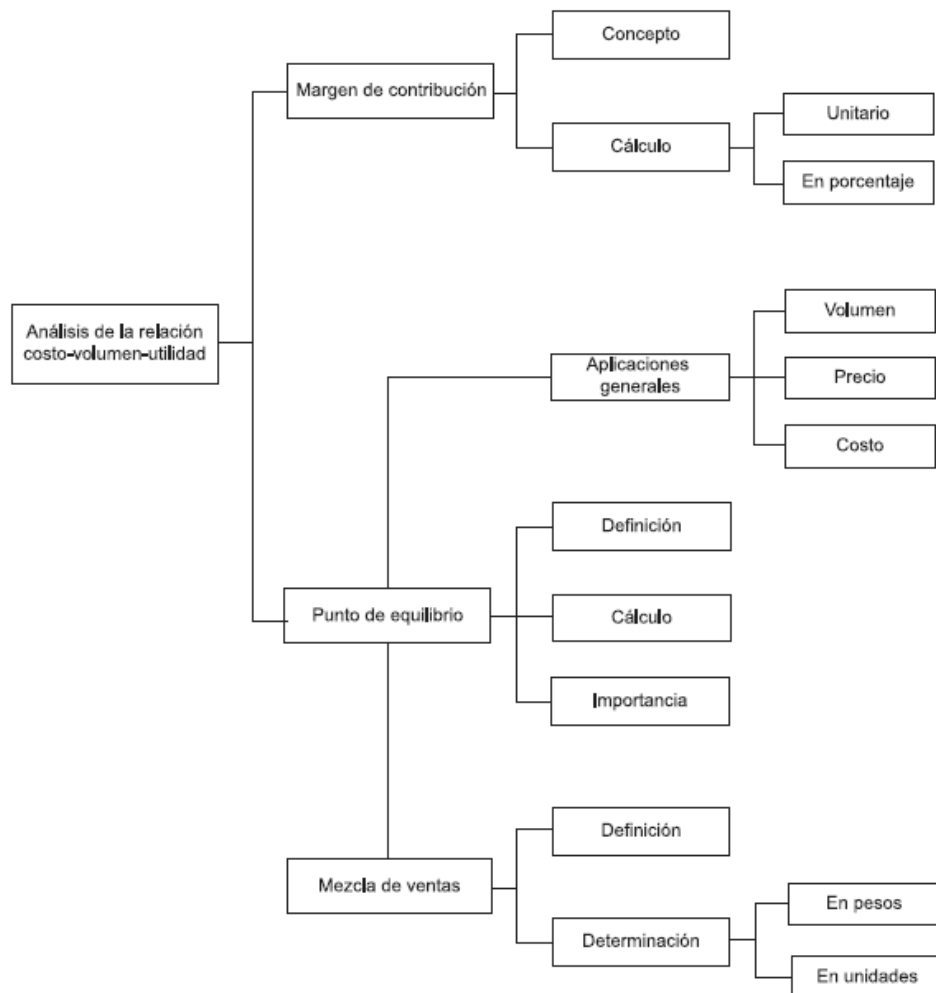 Concepto
Margen de contribución
Unitario
Cálculo
En porcentaje
Volumen
Análisis de la relación
costo-volumen-utilidad
Aplicaciones
generales
Precio
Costo
Definición
Punto de equilibrio
Cálculo
Importancia
Definición
Mezcla de ventas
En pesos
Determinación
En unidades